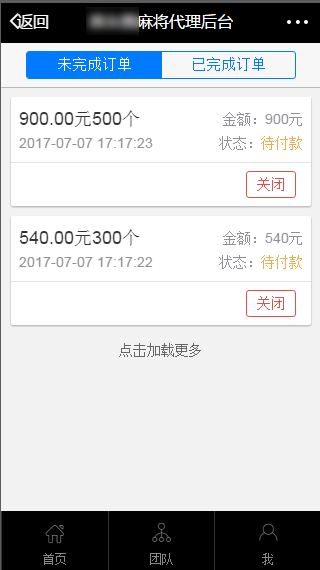 返回
麻将代理后台
未完成订单
已完成订单
900.00元500个
金额：900元
2017-07-07 17:17:23
状态：待付款
关闭
540.00元300个
金额：540元
2017-07-07 17:17:22
状态：待付款
关闭
点击加载更多
首页
团队
我